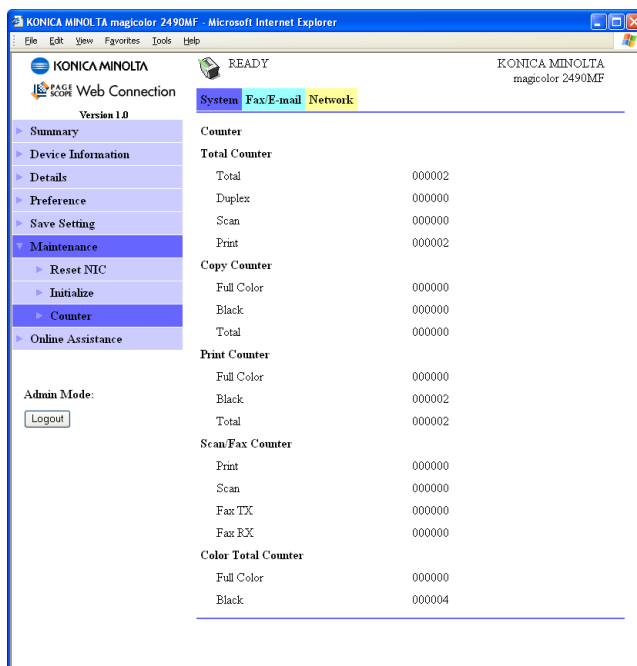 KONICA MINOLTA magicolor 2490MF - Microsoft Internet Explorer
File Edit View Favorites Tools Help
KONICA MINOLTA
PAGE SCOPE Web Connection
Version 1.0
READY
KONICA MINOLTA
magicolor 2490MF
System Fax/E-mail Network
Summary
Device Information
Details
Preference
Save Setting
Maintenance
Reset NIC
Initialize
Counter
Online Assistance
Admin Mode:
Logout
Counter
Total Counter
Total 000002
Duplex 000000
Scan 000000
Print 000002
Copy Counter
Full Color 000000
Black 000000
Total 000000
Print Counter
Full Color 000000
Black 000002
Total 000002
Scan/Fax Counter
Print 000000
Scan 000000
Fax TX 000000
Fax RX 000000
Color Total Counter
Full Color 000000
Black 000004